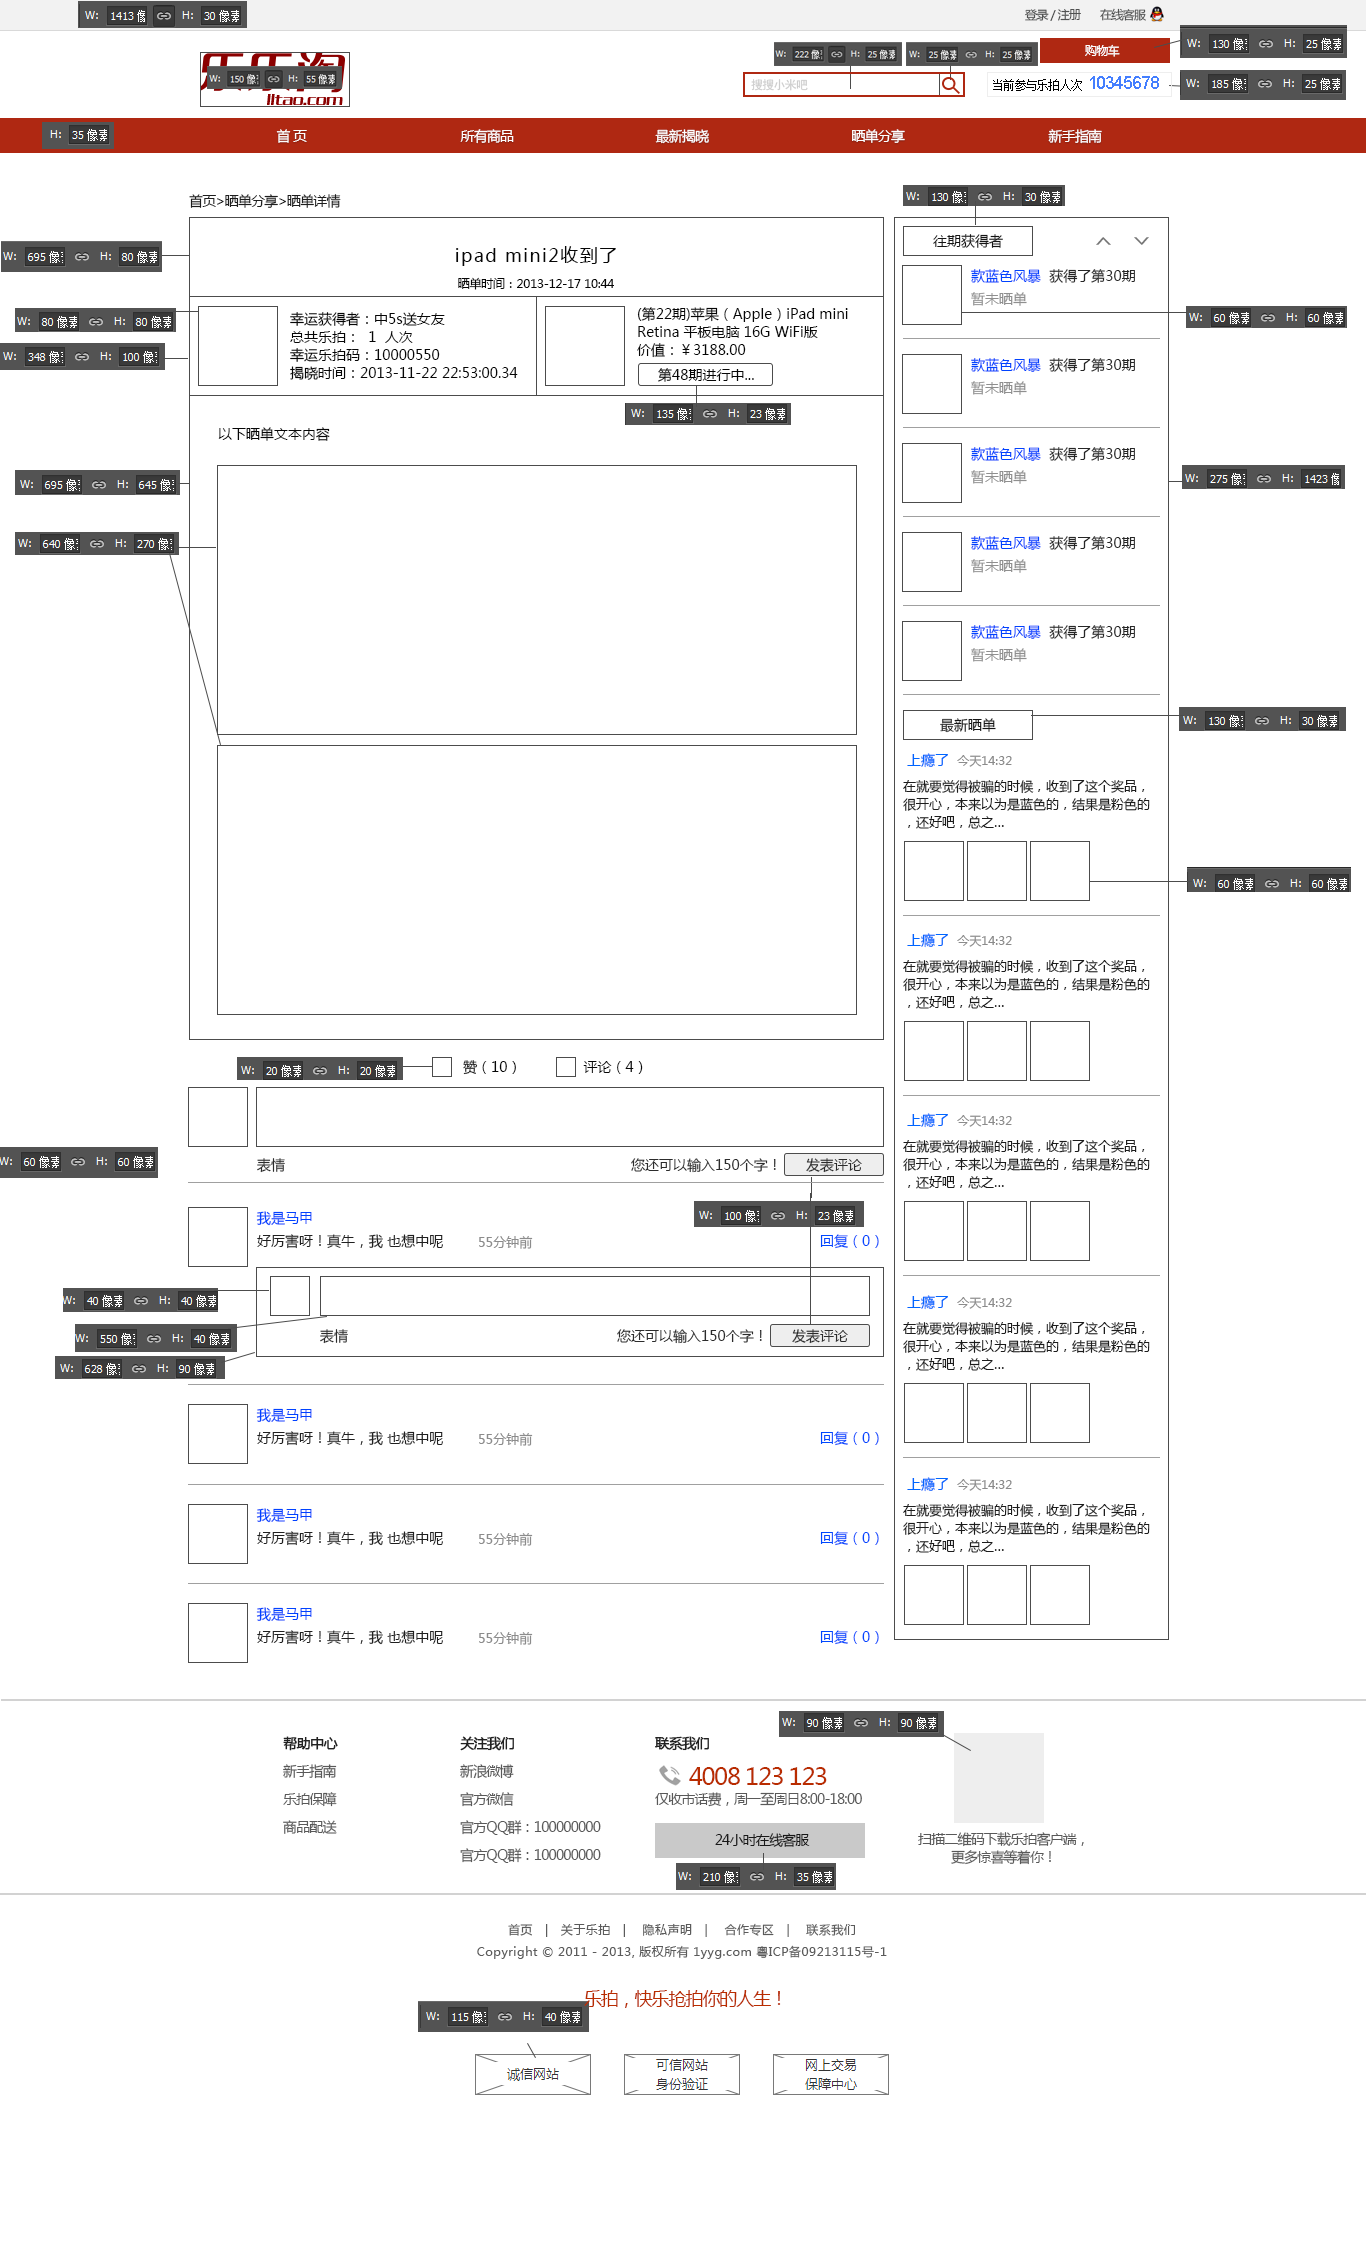 W: 1413 像 H: 30 像素
登录 / 注册 在线客服
乐乐淘
W: 150 像 H: 55 像素
lltao.com
W: 222 像 H: 25 像素
W: 25 像素 H: 25 像素
购物车
W: 130 像 H: 25 像素
搜搜小米吧
当前参与乐拍人次 10345678
W: 185 像 H: 25 像素
H: 35 像素
首 页 所有商品 最新揭晓 晒单分享 新手指南
首页>晒单分享>晒单详情
W: 695 像 H: 80 像素
ipad mini2收到了
晒单时间：2013-12-17 10:44
W: 80 像素 H: 80 像素
W: 348 像 H: 100 像
幸运获得者：中5s送女友
总共乐拍： 1 人次
幸运乐拍码：10000550
揭晓时间：2013-11-22 22:53:00.34
(第22期)苹果（Apple）iPad mini
Retina 平板电脑 16G WiFi版
价值：￥3188.00
第48期进行中...
W: 135 像 H: 23 像素
以下晒单文本内容
W: 695 像 H: 645 像
W: 640 像 H: 270 像
W: 20 像素 H: 20 像素
赞（10） 评论（4）
W: 60 像素 H: 60 像素
表情 您还可以输入150个字！ 发表评论
W: 100 像 H: 23 像素
我是马甲
好厉害呀！真牛，我 也想中呢 55分钟前 回复（0）
W: 40 像素 H: 40 像素
W: 550 像 H: 40 像素
W: 628 像 H: 90 像素
表情 您还可以输入150个字！ 发表评论
我是马甲
好厉害呀！真牛，我 也想中呢 55分钟前 回复（0）
我是马甲
好厉害呀！真牛，我 也想中呢 55分钟前 回复（0）
我是马甲
好厉害呀！真牛，我 也想中呢 55分钟前 回复（0）
W: 130 像 H: 30 像素
往期获得者
款蓝色风暴 获得了第30期
暂未晒单
W: 60 像素 H: 60 像素
款蓝色风暴 获得了第30期
暂未晒单
款蓝色风暴 获得了第30期
暂未晒单
W: 275 像 H: 1423 像
款蓝色风暴 获得了第30期
暂未晒单
款蓝色风暴 获得了第30期
暂未晒单
最新晒单
W: 130 像 H: 30 像素
上瘾了 今天14:32
在就要觉得被骗的时候，收到了这个奖品，
很开心，本来以为是蓝色的，结果是粉色的
，还好吧，总之...
W: 60 像素 H: 60 像素
上瘾了 今天14:32
在就要觉得被骗的时候，收到了这个奖品，
很开心，本来以为是蓝色的，结果是粉色的
，还好吧，总之...
上瘾了 今天14:32
在就要觉得被骗的时候，收到了这个奖品，
很开心，本来以为是蓝色的，结果是粉色的
，还好吧，总之...
上瘾了 今天14:32
在就要觉得被骗的时候，收到了这个奖品，
很开心，本来以为是蓝色的，结果是粉色的
，还好吧，总之...
上瘾了 今天14:32
在就要觉得被骗的时候，收到了这个奖品，
很开心，本来以为是蓝色的，结果是粉色的
，还好吧，总之...
帮助中心
新手指南
乐拍保障
商品配送
关注我们
新浪微博
官方微信
官方QQ群：100000000
官方QQ群：100000000
联系我们
4008 123 123
仅收市话费，周一至周日8:00-18:00
24小时在线客服
W: 210 像 H: 35 像素
W: 90 像素 H: 90 像素
扫描二维码下载乐拍客户端，
更多惊喜等着你！
首页 | 关于乐拍 | 隐私声明 | 合作专区 | 联系我们
Copyright © 2011 - 2013, 版权所有 1yyg.com 粤ICP备09213115号-1
乐拍，快乐抢拍你的人生！
W: 115 像 H: 40 像素
诚信网站
可信网站
身份验证
网上交易
保障中心